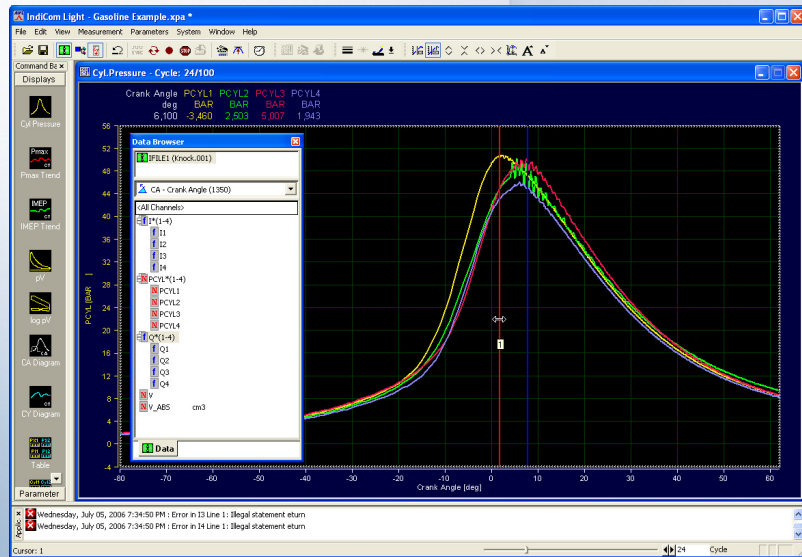 IndiCom Light - Gasoline Example.xpa *
File Edit View Measurement Parameters System Window Help
Command Ba
Displays
Cyl Pressure
Pmax
CY
Pmax Trend
IMEP
CY
IMEP Trend
pV
log pV
CA
CA Diagram
CY
CY Diagram
Table
Parameter
Cyl.Pressure - Cycle: 24/100
Crank Angle PCYL1 PCYL2 PCYL3 PCYL4
deg BAR BAR BAR BAR
6,100 -3,460 2,503 5,007 1,943
56
52
48
44
40
36
32
28
24
20
16
12
8
4
0
-4
PCYL [BAR ]
-80 -70 -60 -50 -40 -30 -20 -10 0 10 20 30 40 50 60
Crank Angle [deg]
1
Data Browser
IFILE1 (Knock.001)
CA - Crank Angle (1350)
<All Channels>
I*(1-4)
I1
I2
I3
I4
PCYL*(1-4)
PCYL1
PCYL2
PCYL3
PCYL4
Q*(1-4)
Q1
Q2
Q3
Q4
V
V_ABS cm3
Data
Applic
Wednesday, July 05, 2006 7:34:50 PM : Error in I3 Line 1: Illegal statement eturn
Wednesday, July 05, 2006 7:34:50 PM : Error in I4 Line 1: Illegal statement eturn
Cursor: 1
24 Cycle